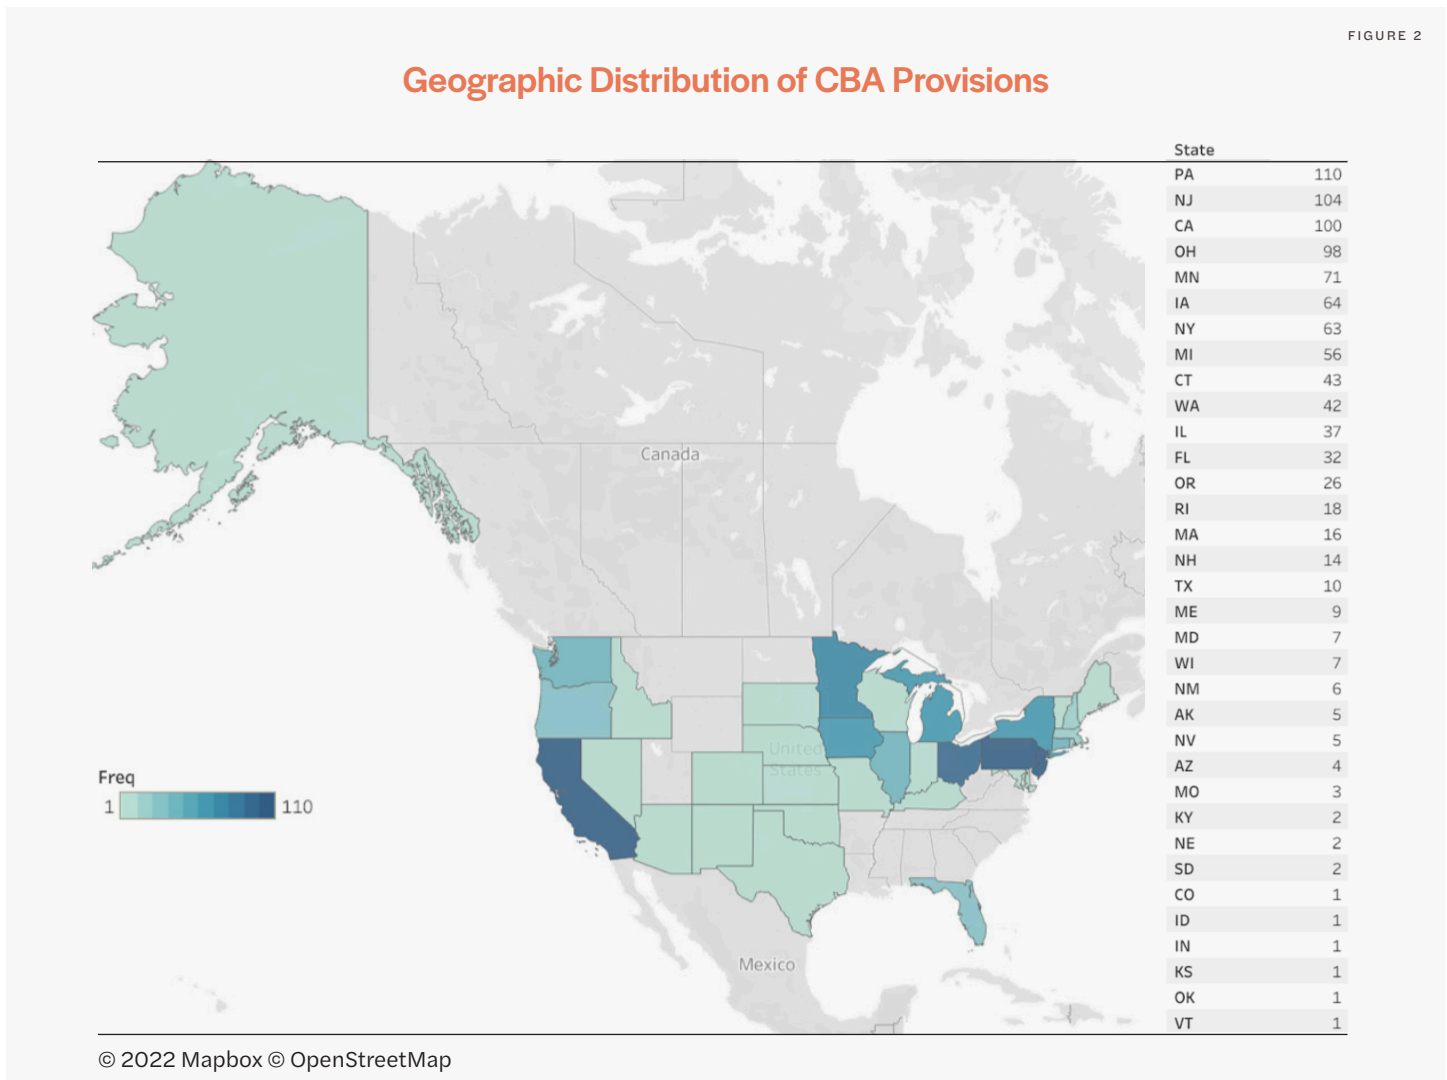 FIGURE 2
Geographic Distribution of CBA Provisions
State
PA 110
NJ 104
CA 100
OH 98
MN 71
IA 64
NY 63
MI 56
CT 43
WA 42
IL 37
FL 32
OR 26
RI 18
MA 16
NH 14
TX 10
ME 9
MD 7
WI 7
NM 6
AK 5
NV 5
AZ 4
MO 3
KY 2
NE 2
SD 2
CO 1
ID 1
IN 1
KS 1
OK 1
VT 1
Canada
United
States
Mexico
Freq
1 110
© 2022 Mapbox © OpenStreetMap